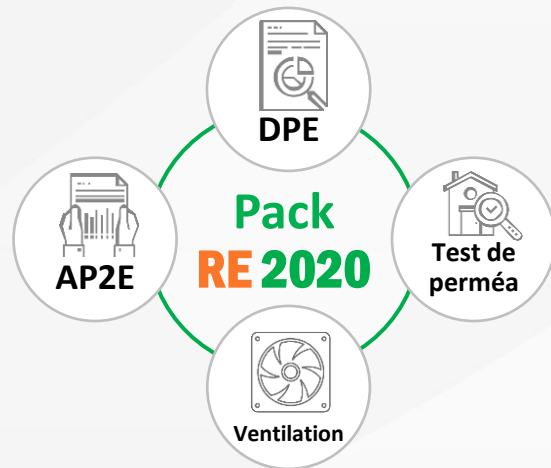 DPE
AP2E
Pack
RE 2020
Test de
perméa
Ventilation